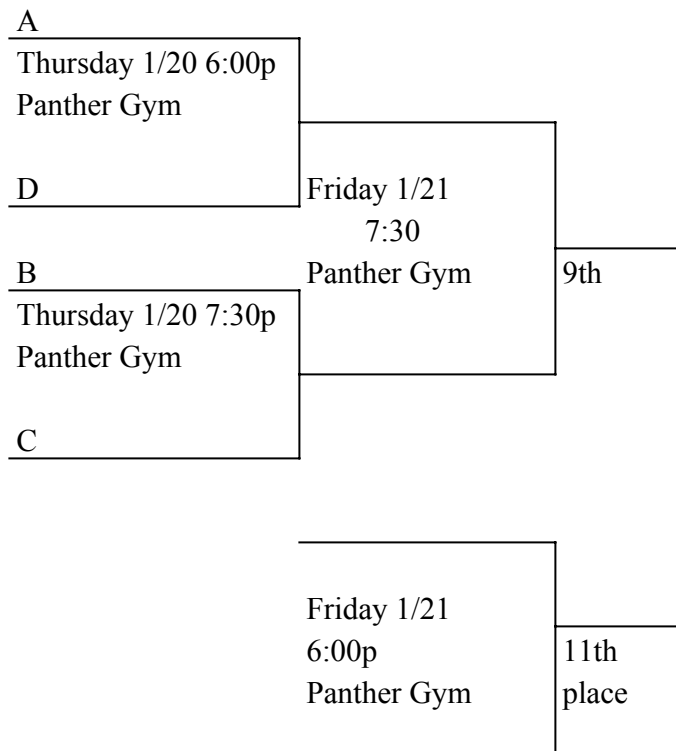 A
Thursday 1/20 6:00p
Panther Gym
D
Friday 1/21
7:30
Panther Gym
B
9th
Thursday 1/20 7:30p
Panther Gym
C
Friday 1/21
6:00p
Panther Gym
11th
place